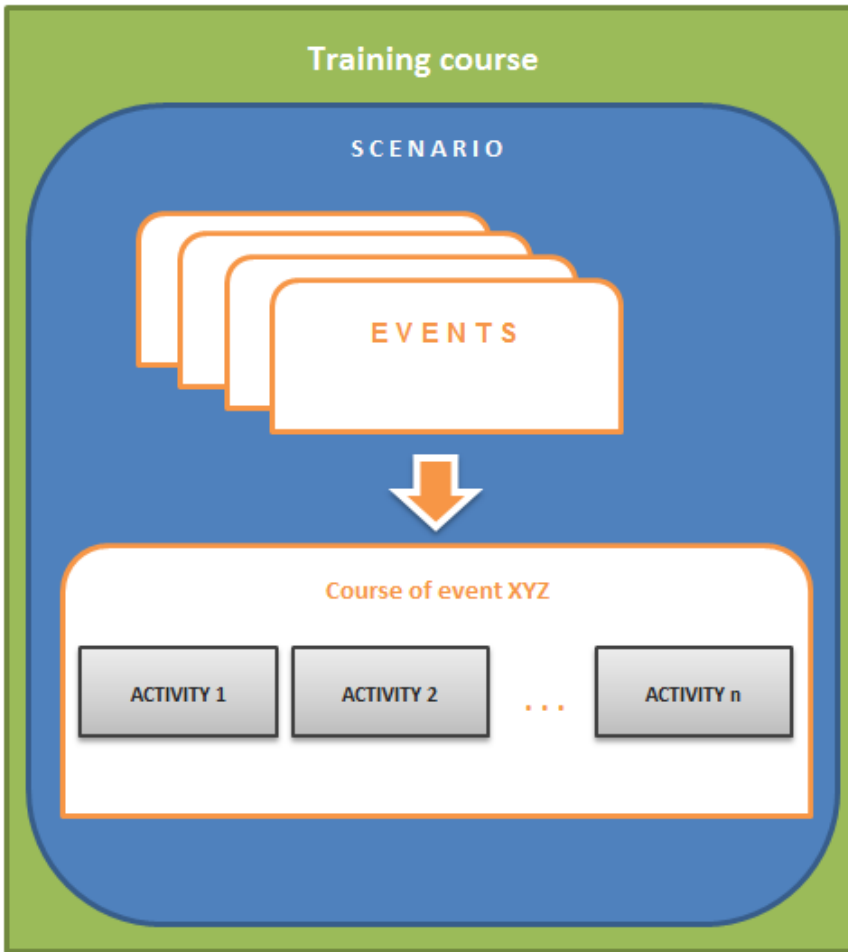 Training course
SCENARIO
EVENTS
Course of event XYZ
ACTIVITY 1
ACTIVITY 2
...
ACTIVITY n